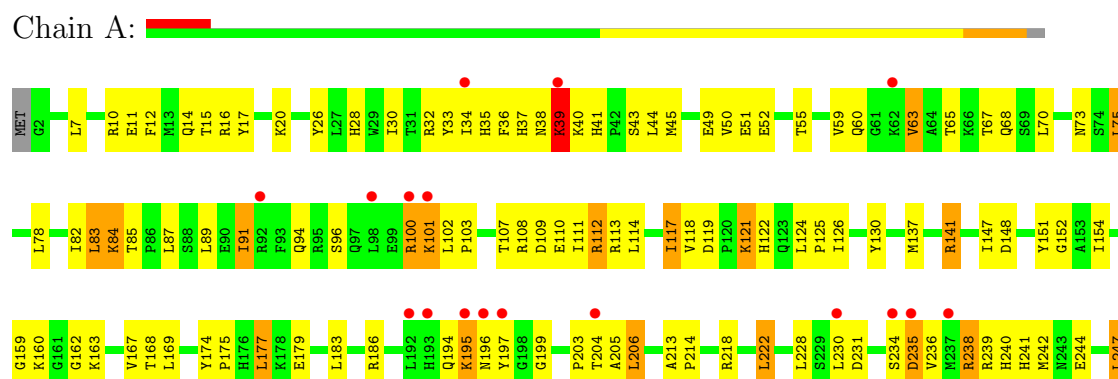 Chain A:
MET G2 L7 R10 E11 F12 M13 Q14 T15 R16 Y17 K20 Y26 L27 H28 W29 I30 T31 R32 Y33 I34 H35 F36 H37 N38 K39 K40 H41 P42 S43 L44 M45 E49 V50 E51 E52 T55 V59 Q60 G61 K62 V63 A64 T65 K66 T67 Q68 S69 L70 N73 S74 L75
L78 I82 L83 K84 T85 P86 L87 S88 L89 E90 I91 R92 F93 Q94 R95 S96 Q97 L98 E99 R100 K101 L102 P103 T107 R108 D109 E110 I111 R112 R113 L114 I117 V118 D119 P120 K121 H122 Q123 L124 P125 I126 Y130 M137 R141 I147 D148 Y151 G152 A153 I154
G159 K160 G161 G162 K163 V167 T168 L169 Y174 P175 H176 L177 K178 E179 L183 R186 L192 H193 Q194 K195 N196 Y197 G198 G199 P203 T204 A205 L206 A213 P214 R218 L222 L228 S229 L230 D231 S234 D235 V236 M237 R238 R239 H240 H241 M242 N243 E244